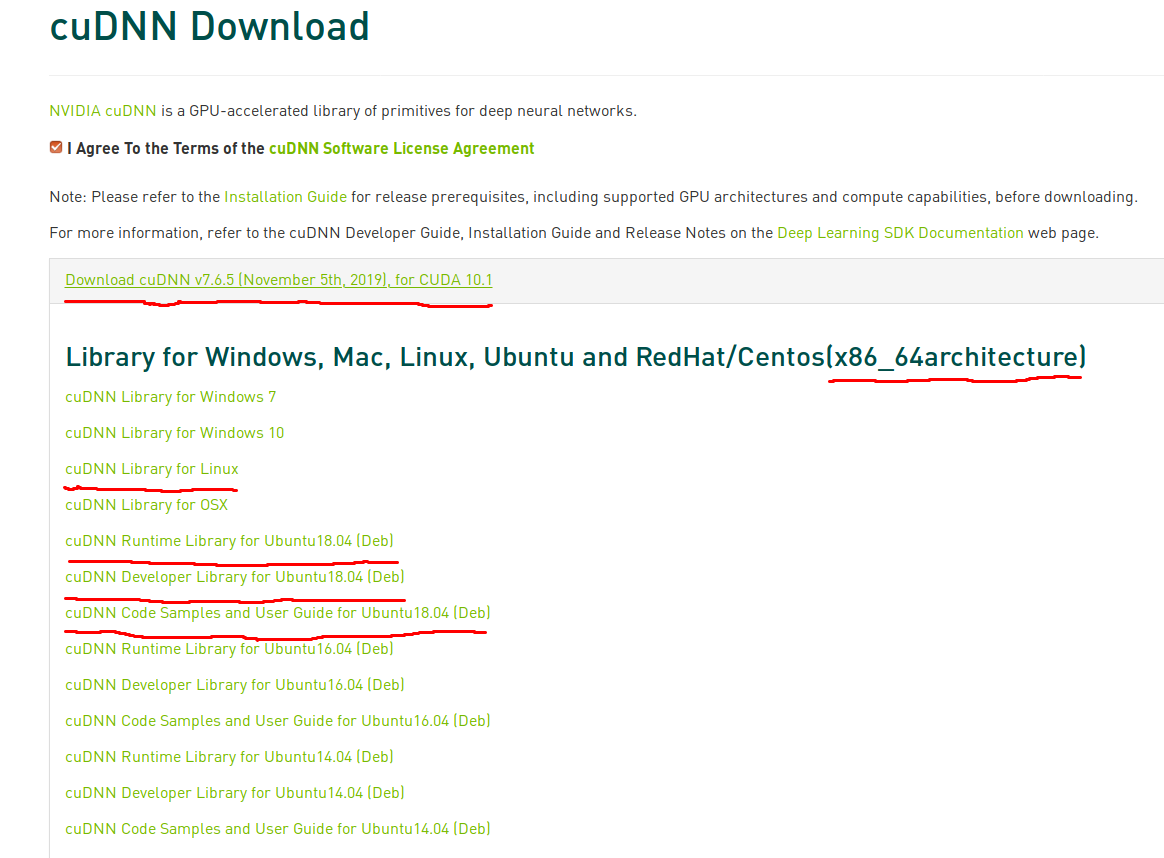 cuDNN Download
NVIDIA cuDNN is a GPU-accelerated library of primitives for deep neural networks.
I Agree To the Terms of the cuDNN Software License Agreement
Note: Please refer to the Installation Guide for release prerequisites, including supported GPU architectures and compute capabilities, before downloading.
For more information, refer to the cuDNN Developer Guide, Installation Guide and Release Notes on the Deep Learning SDK Documentation web page.
Download cuDNN v7.6.5 (November 5th, 2019), for CUDA 10.1
Library for Windows, Mac, Linux, Ubuntu and RedHat/Centos(x86_64architecture)
cuDNN Library for Windows 7
cuDNN Library for Windows 10
cuDNN Library for Linux
cuDNN Library for OSX
cuDNN Runtime Library for Ubuntu18.04 (Deb)
cuDNN Developer Library for Ubuntu18.04 (Deb)
cuDNN Code Samples and User Guide for Ubuntu18.04 (Deb)
cuDNN Runtime Library for Ubuntu16.04 (Deb)
cuDNN Developer Library for Ubuntu16.04 (Deb)
cuDNN Code Samples and User Guide for Ubuntu16.04 (Deb)
cuDNN Runtime Library for Ubuntu14.04 (Deb)
cuDNN Developer Library for Ubuntu14.04 (Deb)
cuDNN Code Samples and User Guide for Ubuntu14.04 (Deb)